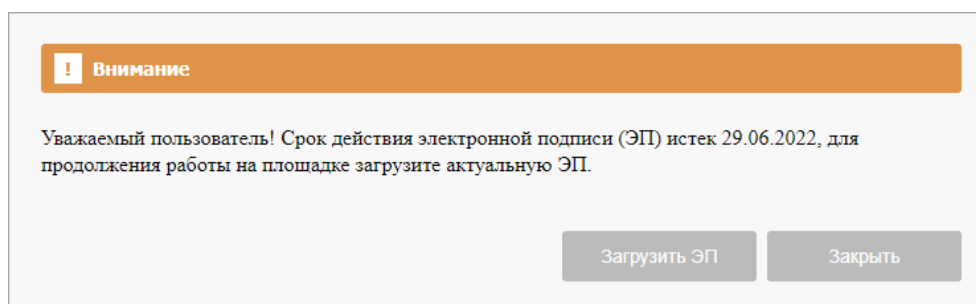 ! Внимание
Уважаемый пользователь! Срок действия электронной подписи (ЭП) истек 29.06.2022, для
продолжения работы на площадке загрузите актуальную ЭП.
Загрузить ЭП Закрыть